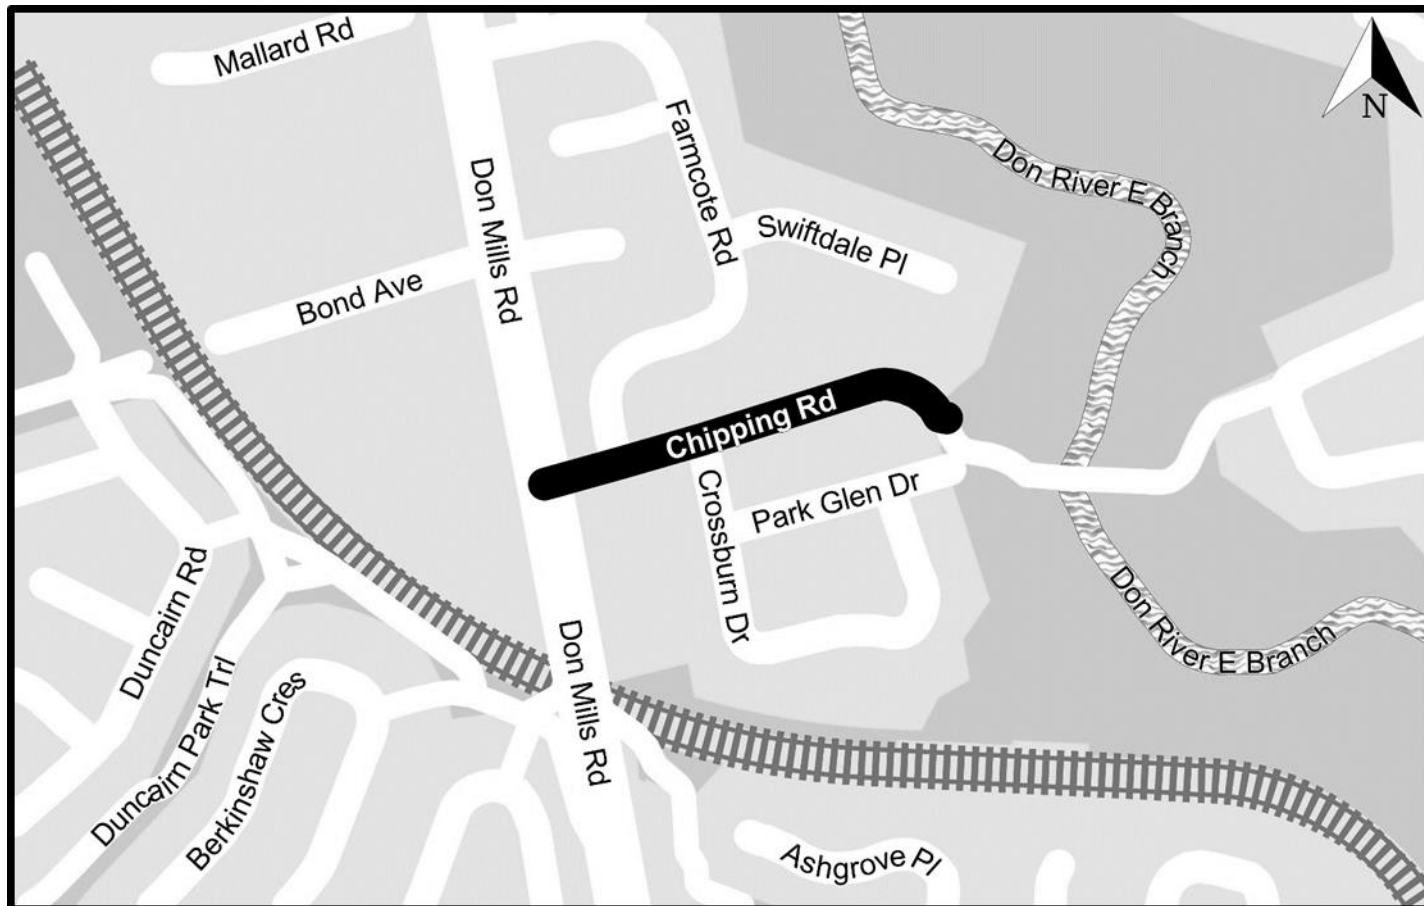 Mallard Rd
N
Farmcote Rd
Don River E Branch
Don Mills Rd
Swiftdale Pl
Bond Ave
Chipping Rd
Crossburn Dr
Park Glen Dr
Duncairn Rd
Don River E Branch
Don Mills Rd
Duncairn Park Trl
Berkinshaw Cres
Ashgrove Pl